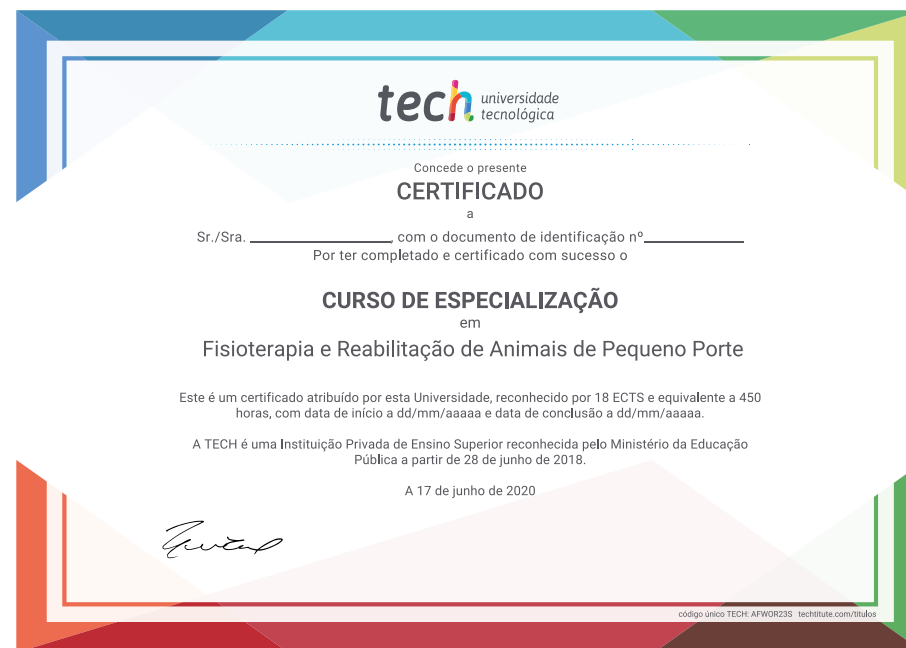 tech universidade
tecnológica
Concede o presente
CERTIFICADO
a
Sr./Sra. , com o documento de identificação nº
Por ter completado e certificado com sucesso o
CURSO DE ESPECIALIZAÇÃO
em
Fisioterapia e Reabilitação de Animais de Pequeno Porte
Este é um certificado atribuído por esta Universidade, reconhecido por 18 ECTS e equivalente a 450
horas, com data de início a dd/mm/aaaaa e data de conclusão a dd/mm/aaaaa.
A TECH é uma Instituição Privada de Ensino Superior reconhecida pelo Ministério da Educação
Pública a partir de 28 de junho de 2018.
A 17 de junho de 2020
código único TECH: AFWOR23S techtitute.com/titulos